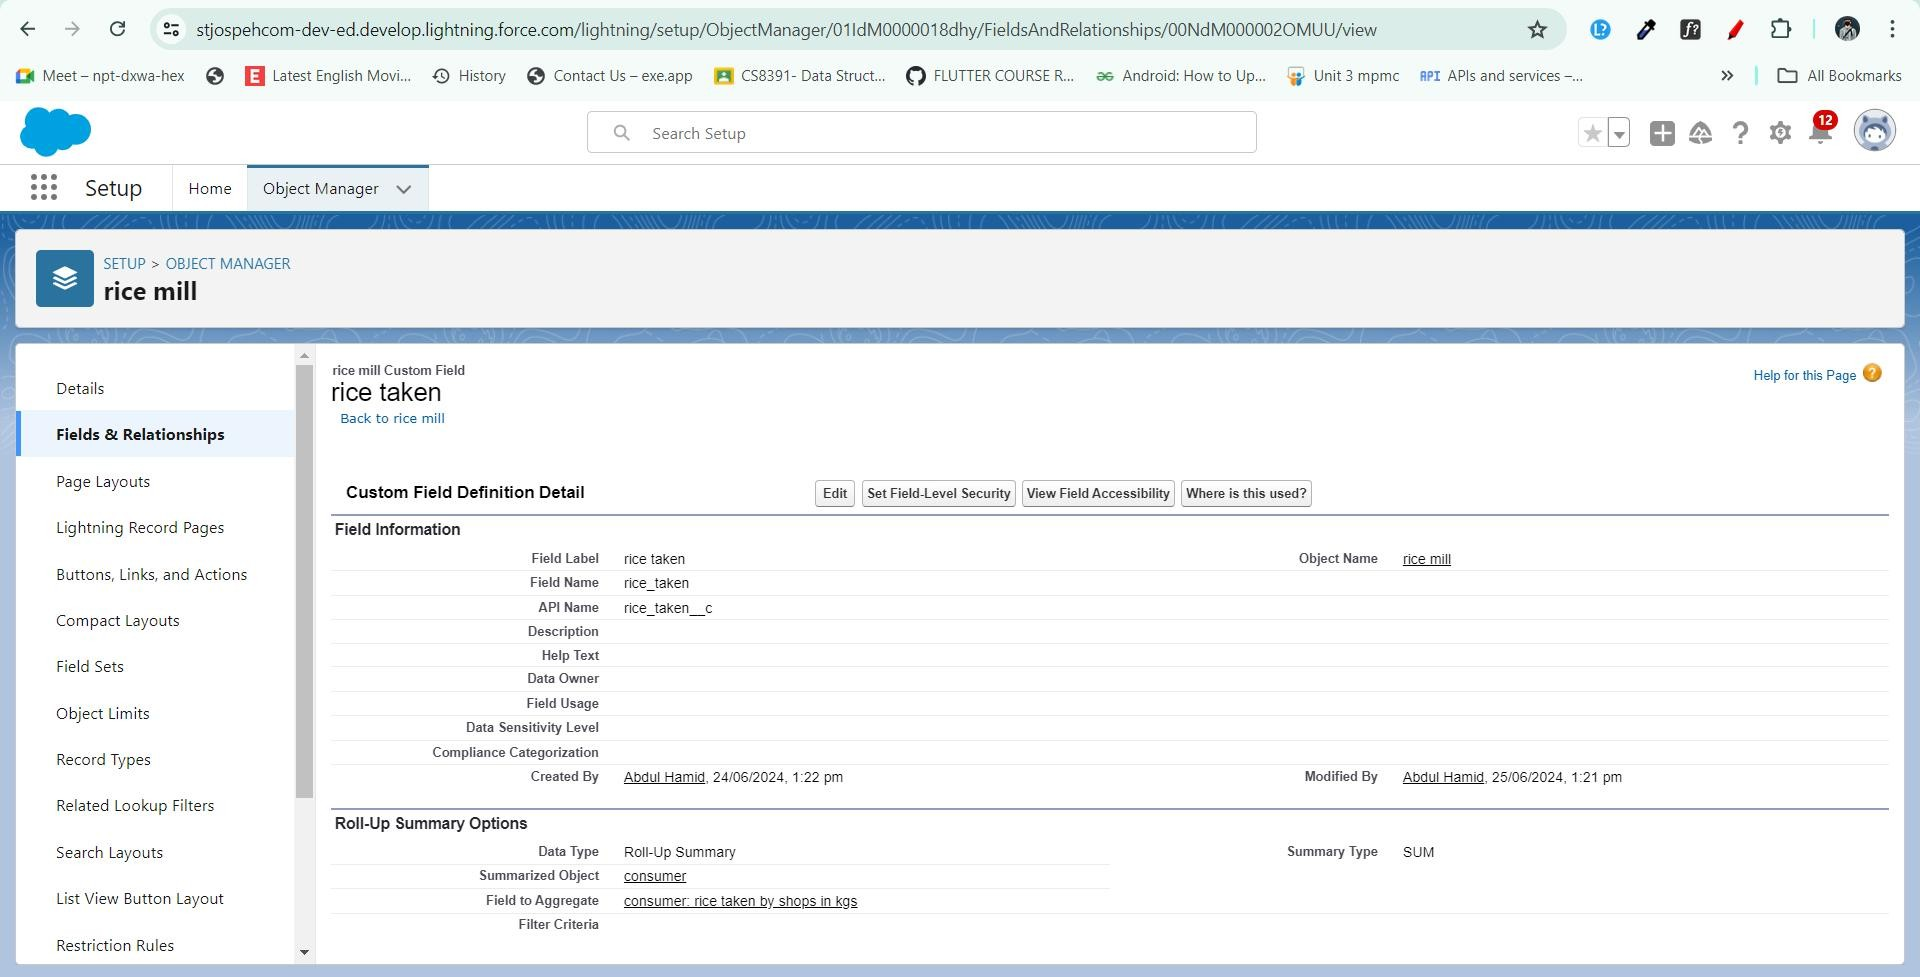 stjospehcom-dev-ed.develop.lightning.force.com/lightning/setup/ObjectManager/01IdM0000018dhy/FieldsAndRelationships/00NdM000002OMUU/view
Meet – npt-dxwa-hex
Latest English Movi...
History
Contact Us – exe.app
CS8391- Data Struct...
FLUTTER COURSE R...
Android: How to Up...
Unit 3 mpmc
API APIs and services –...
»
All Bookmarks
Search Setup
12
Setup
Home
Object Manager
SETUP > OBJECT MANAGER
rice mill
Details
Fields & Relationships
Page Layouts
Lightning Record Pages
Buttons, Links, and Actions
Compact Layouts
Field Sets
Object Limits
Record Types
Related Lookup Filters
Search Layouts
List View Button Layout
Restriction Rules
rice mill Custom Field
rice taken
Back to rice mill
Help for this Page ?
Custom Field Definition Detail
Edit
Set Field-Level Security
View Field Accessibility
Where is this used?
Field Information
Field Label rice taken Object Name rice mill
Field Name rice_taken
API Name rice_taken__c
Description
Help Text
Data Owner
Field Usage
Data Sensitivity Level
Compliance Categorization
Created By Abdul Hamid, 24/06/2024, 1:22 pm Modified By Abdul Hamid, 25/06/2024, 1:21 pm
Roll-Up Summary Options
Data Type Roll-Up Summary Summary Type SUM
Summarized Object consumer
Field to Aggregate consumer: rice taken by shops in kgs
Filter Criteria